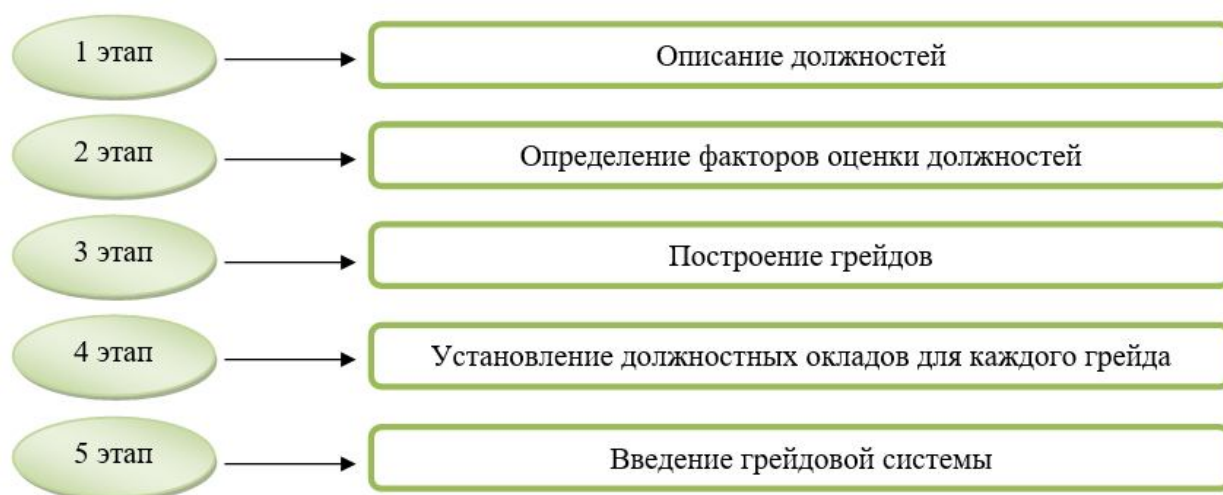 1 этап
Описание должностей
2 этап
Определение факторов оценки должностей
3 этап
Построение грейдов
4 этап
Установление должностных окладов для каждого грейда
5 этап
Введение грейдовой системы